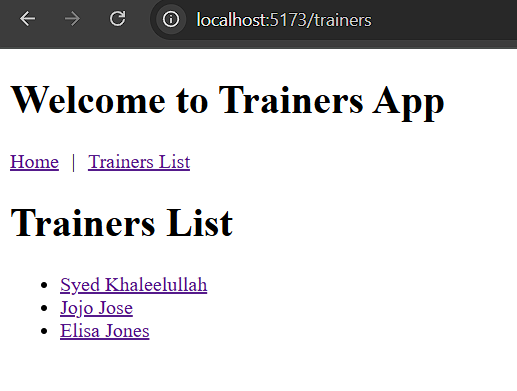 localhost:5173/trainers
Welcome to Trainers App
Home | Trainers List
Trainers List
Syed Khaleelullah
Jojo Jose
Elisa Jones